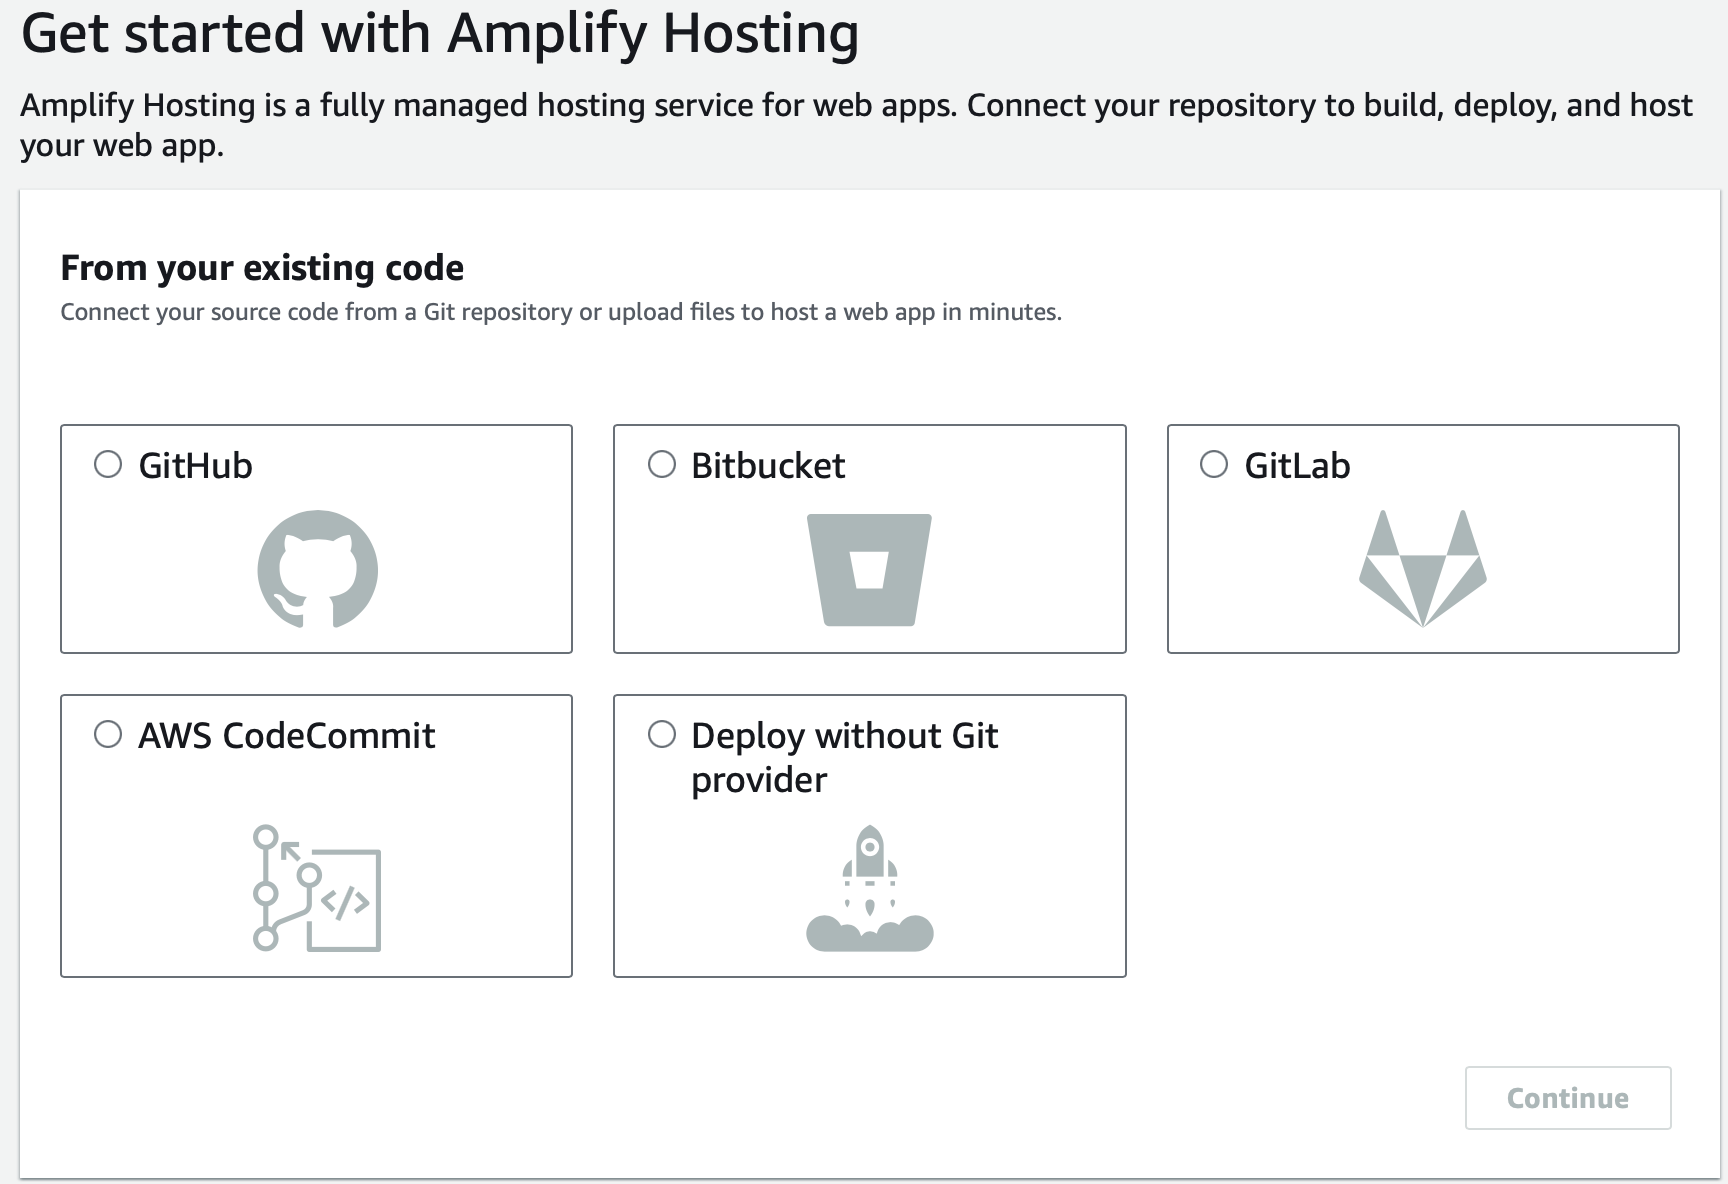 Get started with Amplify Hosting
Amplify Hosting is a fully managed hosting service for web apps. Connect your repository to build, deploy, and host
your web app.
From your existing code
Connect your source code from a Git repository or upload files to host a web app in minutes.
GitHub
Bitbucket
GitLab
AWS CodeCommit
Deploy without Git
provider
</>
Continue